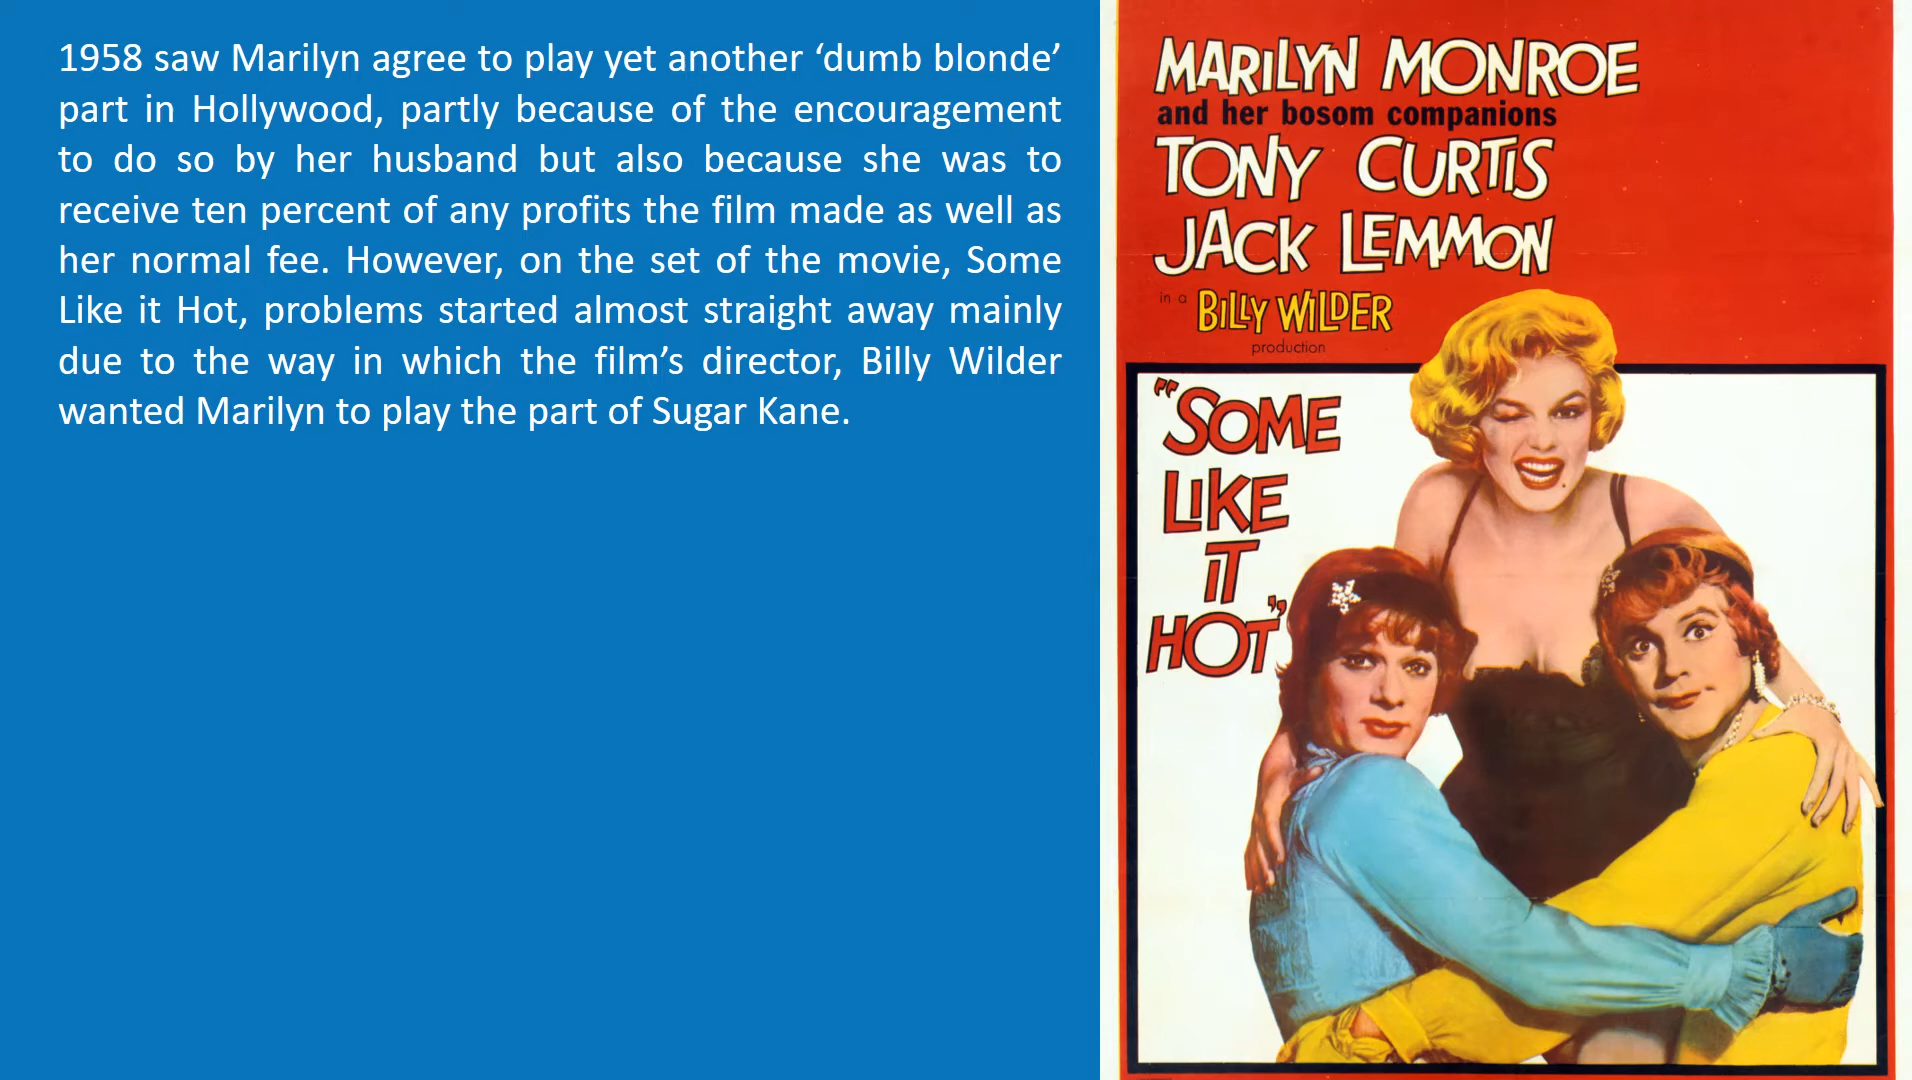 1958 saw Marilyn agree to play yet another ‘dumb blonde’
part in Hollywood, partly because of the encouragement
to do so by her husband but also because she was to
receive ten percent of any profits the film made as well as
her normal fee. However, on the set of the movie, Some
Like it Hot, problems started almost straight away mainly
due to the way in which the film’s director, Billy Wilder
wanted Marilyn to play the part of Sugar Kane.
MARiLYN MONROE
and her bosom companions
TONY CURTiS
JACK LEMMON
in a BiLLY WiLDER
production
“SOME
LiKE
iT
HOT”